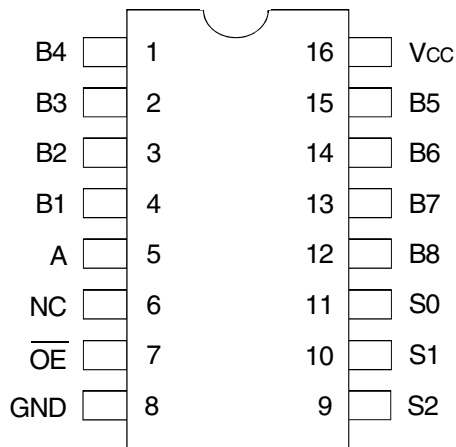 B4 1 16 VCC
B3 2 15 B5
B2 3 14 B6
B1 4 13 B7
A 5 12 B8
NC 6 11 S0
O̅E̅ 7 10 S1
GND 8 9 S2